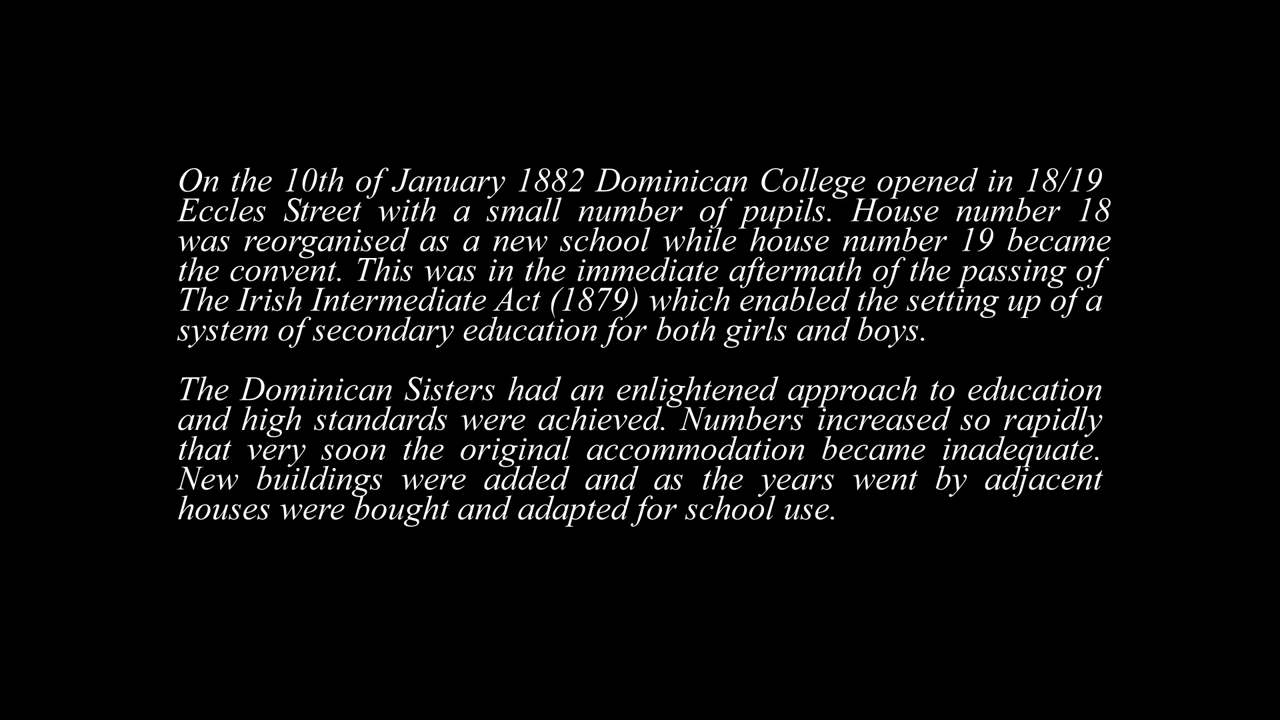 On the 10th of January 1882 Dominican College opened in 18/19
Eccles Street with a small number of pupils. House number 18
was reorganised as a new school while house number 19 became
the convent. This was in the immediate aftermath of the passing of
The Irish Intermediate Act (1879) which enabled the setting up of a
system of secondary education for both girls and boys.
The Dominican Sisters had an enlightened approach to education
and high standards were achieved. Numbers increased so rapidly
that very soon the original accommodation became inadequate.
New buildings were added and as the years went by adjacent
houses were bought and adapted for school use.